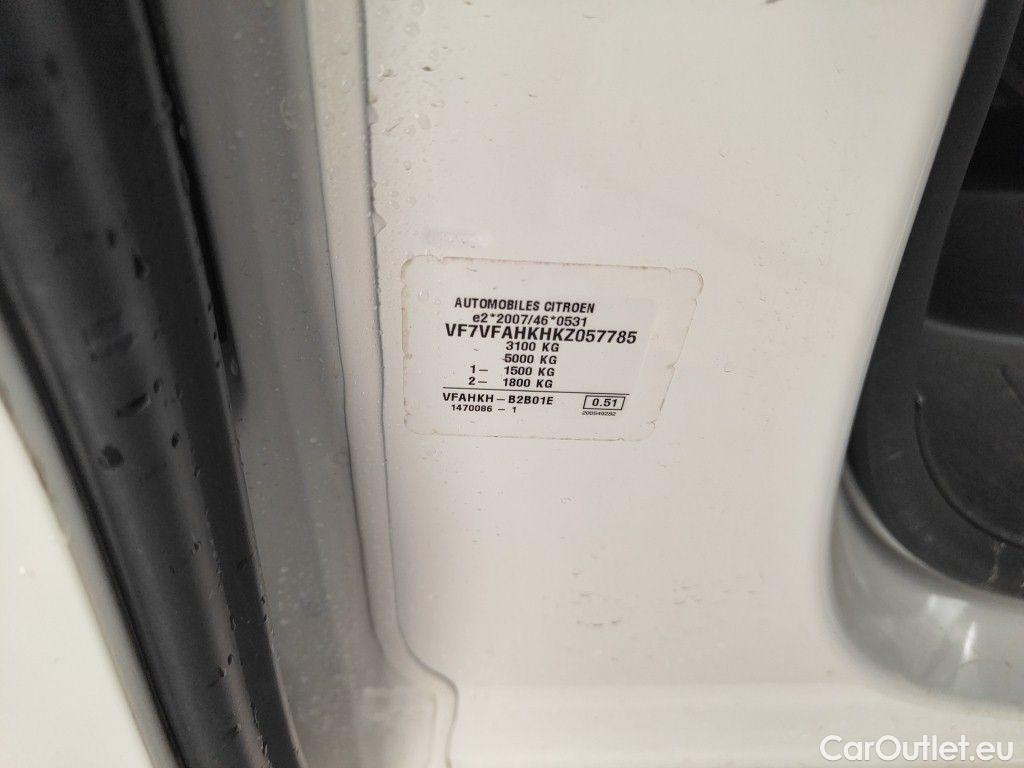 AUTOMOBILES CITROEN
e2*2007/46*0531
VF7VFAHKHKZ057785
3100 KG
5000 KG
1- 1500 KG
2- 1800 KG
VFAHKH-B2B01E 0.51
1470086 - 1 200549282
CarOutlet.eu